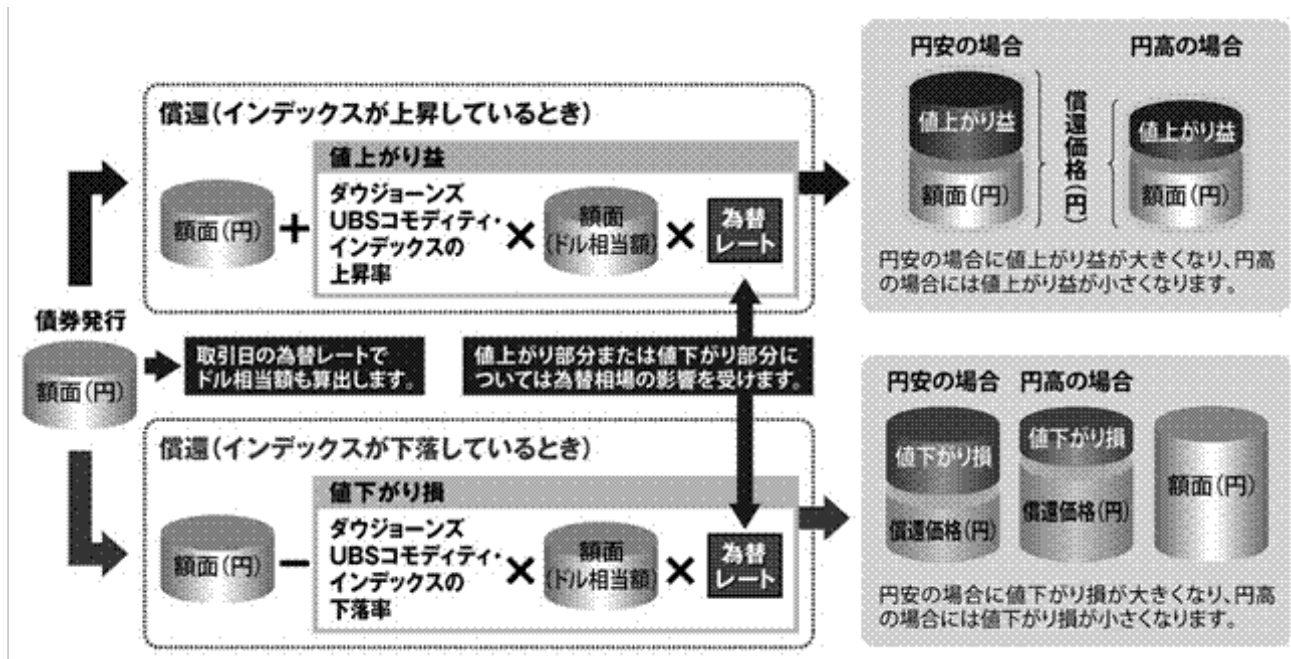 債券発行
額面（円）
取引日の為替レートで
ドル相当額も算出します。
償還（インデックスが上昇しているとき）
額面（円）
＋
値上がり益
ダウジョーンズ
UBSコモディティ・
インデックスの
上昇率
×
額面
（ドル相当額）
×
為替
レート
値上がり部分または値下がり部分に
ついては為替相場の影響を受けます。
償還（インデックスが下落しているとき）
額面（円）
－
値下がり損
ダウジョーンズ
UBSコモディティ・
インデックスの
下落率
×
額面
（ドル相当額）
×
為替
レート
円安の場合
値上がり益
額面（円）
償還価格（円）
円高の場合
値上がり益
額面（円）
円安の場合に値上がり益が大きくなり、円高
の場合には値上がり益が小さくなります。
円安の場合
値下がり損
償還価格（円）
円高の場合
値下がり損
償還価格（円）
額面（円）
円安の場合に値下がり損が大きくなり、円高
の場合には値下がり損が小さくなります。